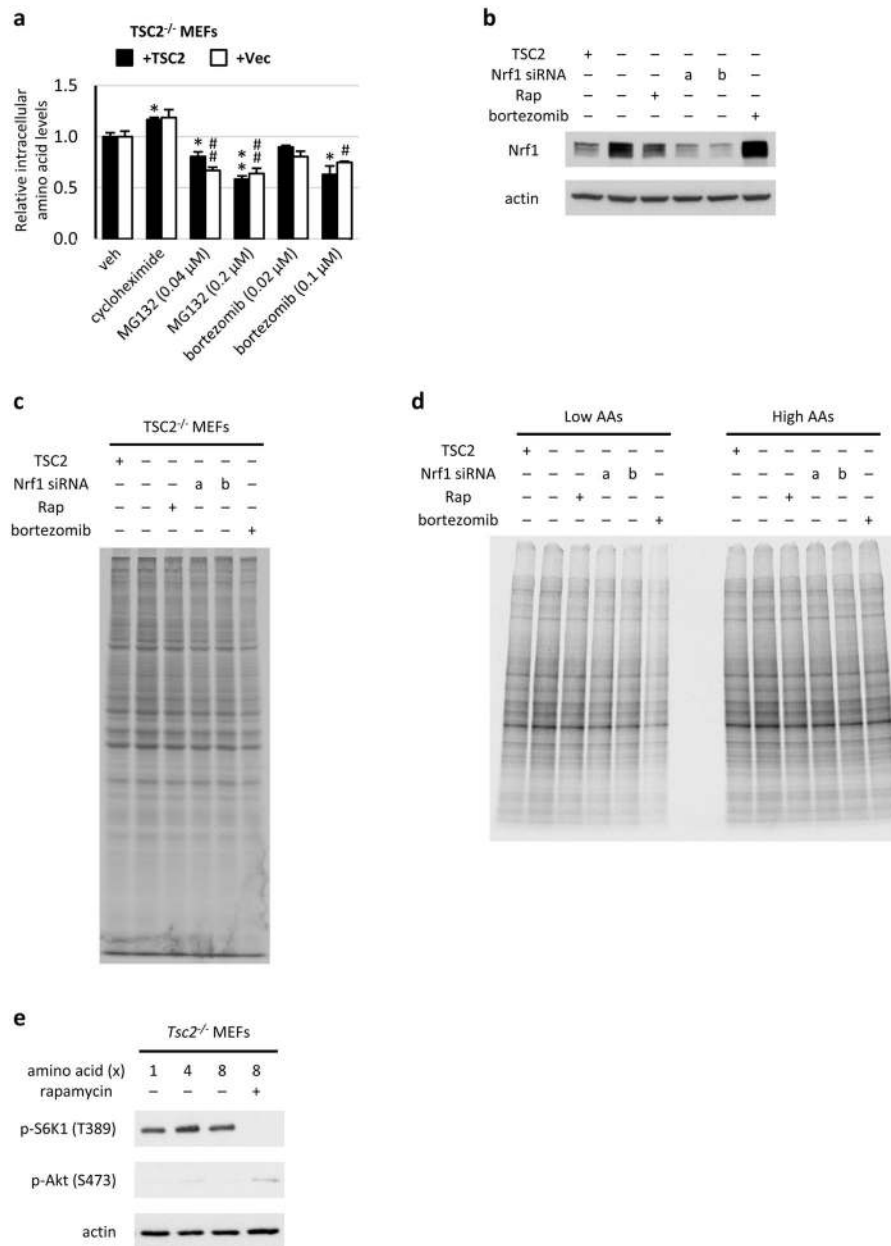 a
TSC2-/- MEFs
+TSC2 +Vec
Relative intracellular
amino acid levels
1.5
1.0
0.5
0.0
* * ## ** ## * #
veh
cycloheximide
MG132 (0.04 μM)
MG132 (0.2 μM)
bortezomib (0.02 μM)
bortezomib (0.1 μM)
b
TSC2 + – – – – –
Nrf1 siRNA – – – a b –
Rap – – + – – –
bortezomib – – – – – +
Nrf1
actin
c
TSC2-/- MEFs
TSC2 + – – – – –
Nrf1 siRNA – – – a b –
Rap – – + – – –
bortezomib – – – – – +
d
Low AAs High AAs
TSC2 + – – – – – + – – – – –
Nrf1 siRNA – – – a b – – – – a b –
Rap – – + – – – – – + – – –
bortezomib – – – – – + – – – – – +
e
Tsc2-/- MEFs
amino acid (x) 1 4 8 8
rapamycin – – – +
p-S6K1 (T389)
p-Akt (S473)
actin